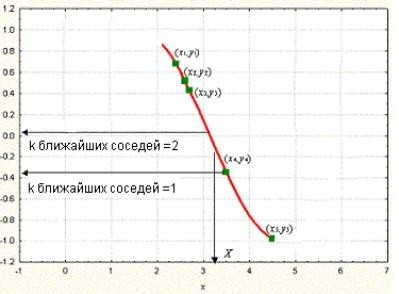 1.2
1.0
0.8
(x₁,y₁)
0.6
(x₂,y₂)
0.4
(x₃,y₃)
0.2
0.0
k ближайших соседей =2
-0.2
(x₄,y₄)
-0.4
k ближайших соседей =1
-0.6
-0.8
(x₅,y₅)
-1.0
X
-1.2
-1 0 1 2 3 4 5 6 7
x